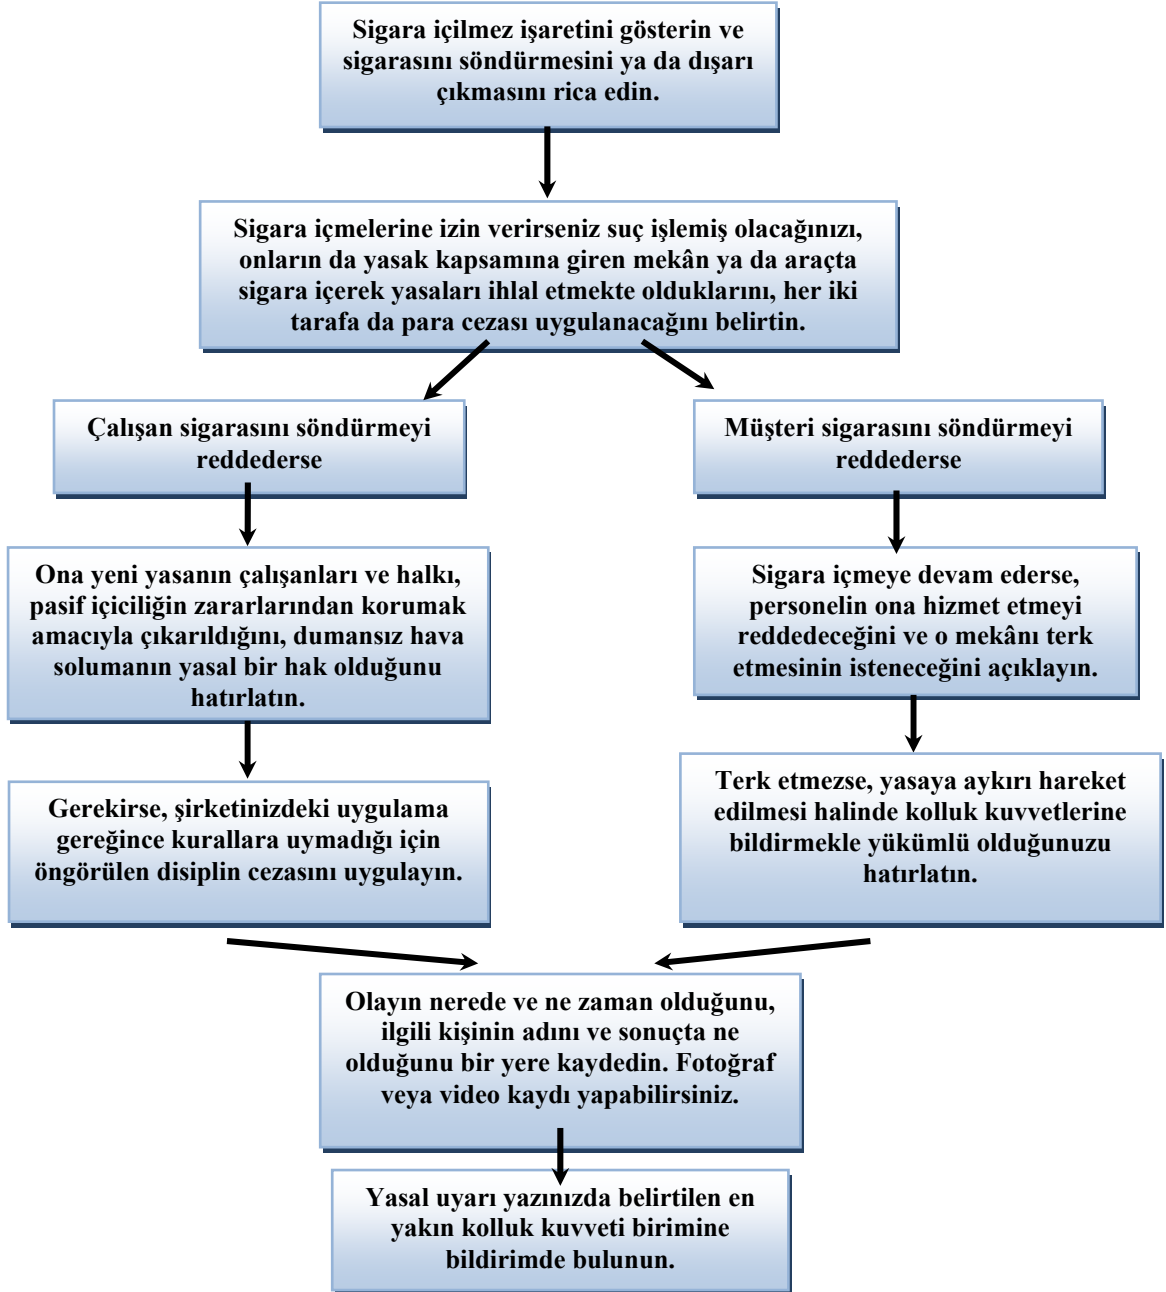 Sigara içilmez işaretini gösterin ve
sigarasını söndürmesini ya da dışarı
çıkmasını rica edin.
Sigara içmelerine izin verirseniz suç işlemiş olacağınızı,
onların da yasak kapsamına giren mekân ya da araçta
sigara içerek yasaları ihlal etmekte olduklarını, her iki
tarafa da para cezası uygulanacağını belirtin.
Çalışan sigarasını söndürmeyi
reddederse
Müşteri sigarasını söndürmeyi
reddederse
Ona yeni yasanın çalışanları ve halkı,
pasif içiciliğin zararlarından korumak
amacıyla çıkarıldığını, dumansız hava
solumanın yasal bir hak olduğunu
hatırlatın.
Sigara içmeye devam ederse,
personelin ona hizmet etmeyi
reddedeceğini ve o mekânı terk
etmesinin isteneceğini açıklayın.
Gerekirse, şirketinizdeki uygulama
gereğince kurallara uymadığı için
öngörülen disiplin cezasını uygulayın.
Terk etmezse, yasaya aykırı hareket
edilmesi halinde kolluk kuvvetlerine
bildirmekle yükümlü olduğunuzu
hatırlatın.
Olayın nerede ve ne zaman olduğunu,
ilgili kişinin adını ve sonuçta ne
olduğunu bir yere kaydedin. Fotoğraf
veya video kaydı yapabilirsiniz.
Yasal uyarı yazınızda belirtilen en
yakın kolluk kuvveti birimine
bildirimde bulunun.